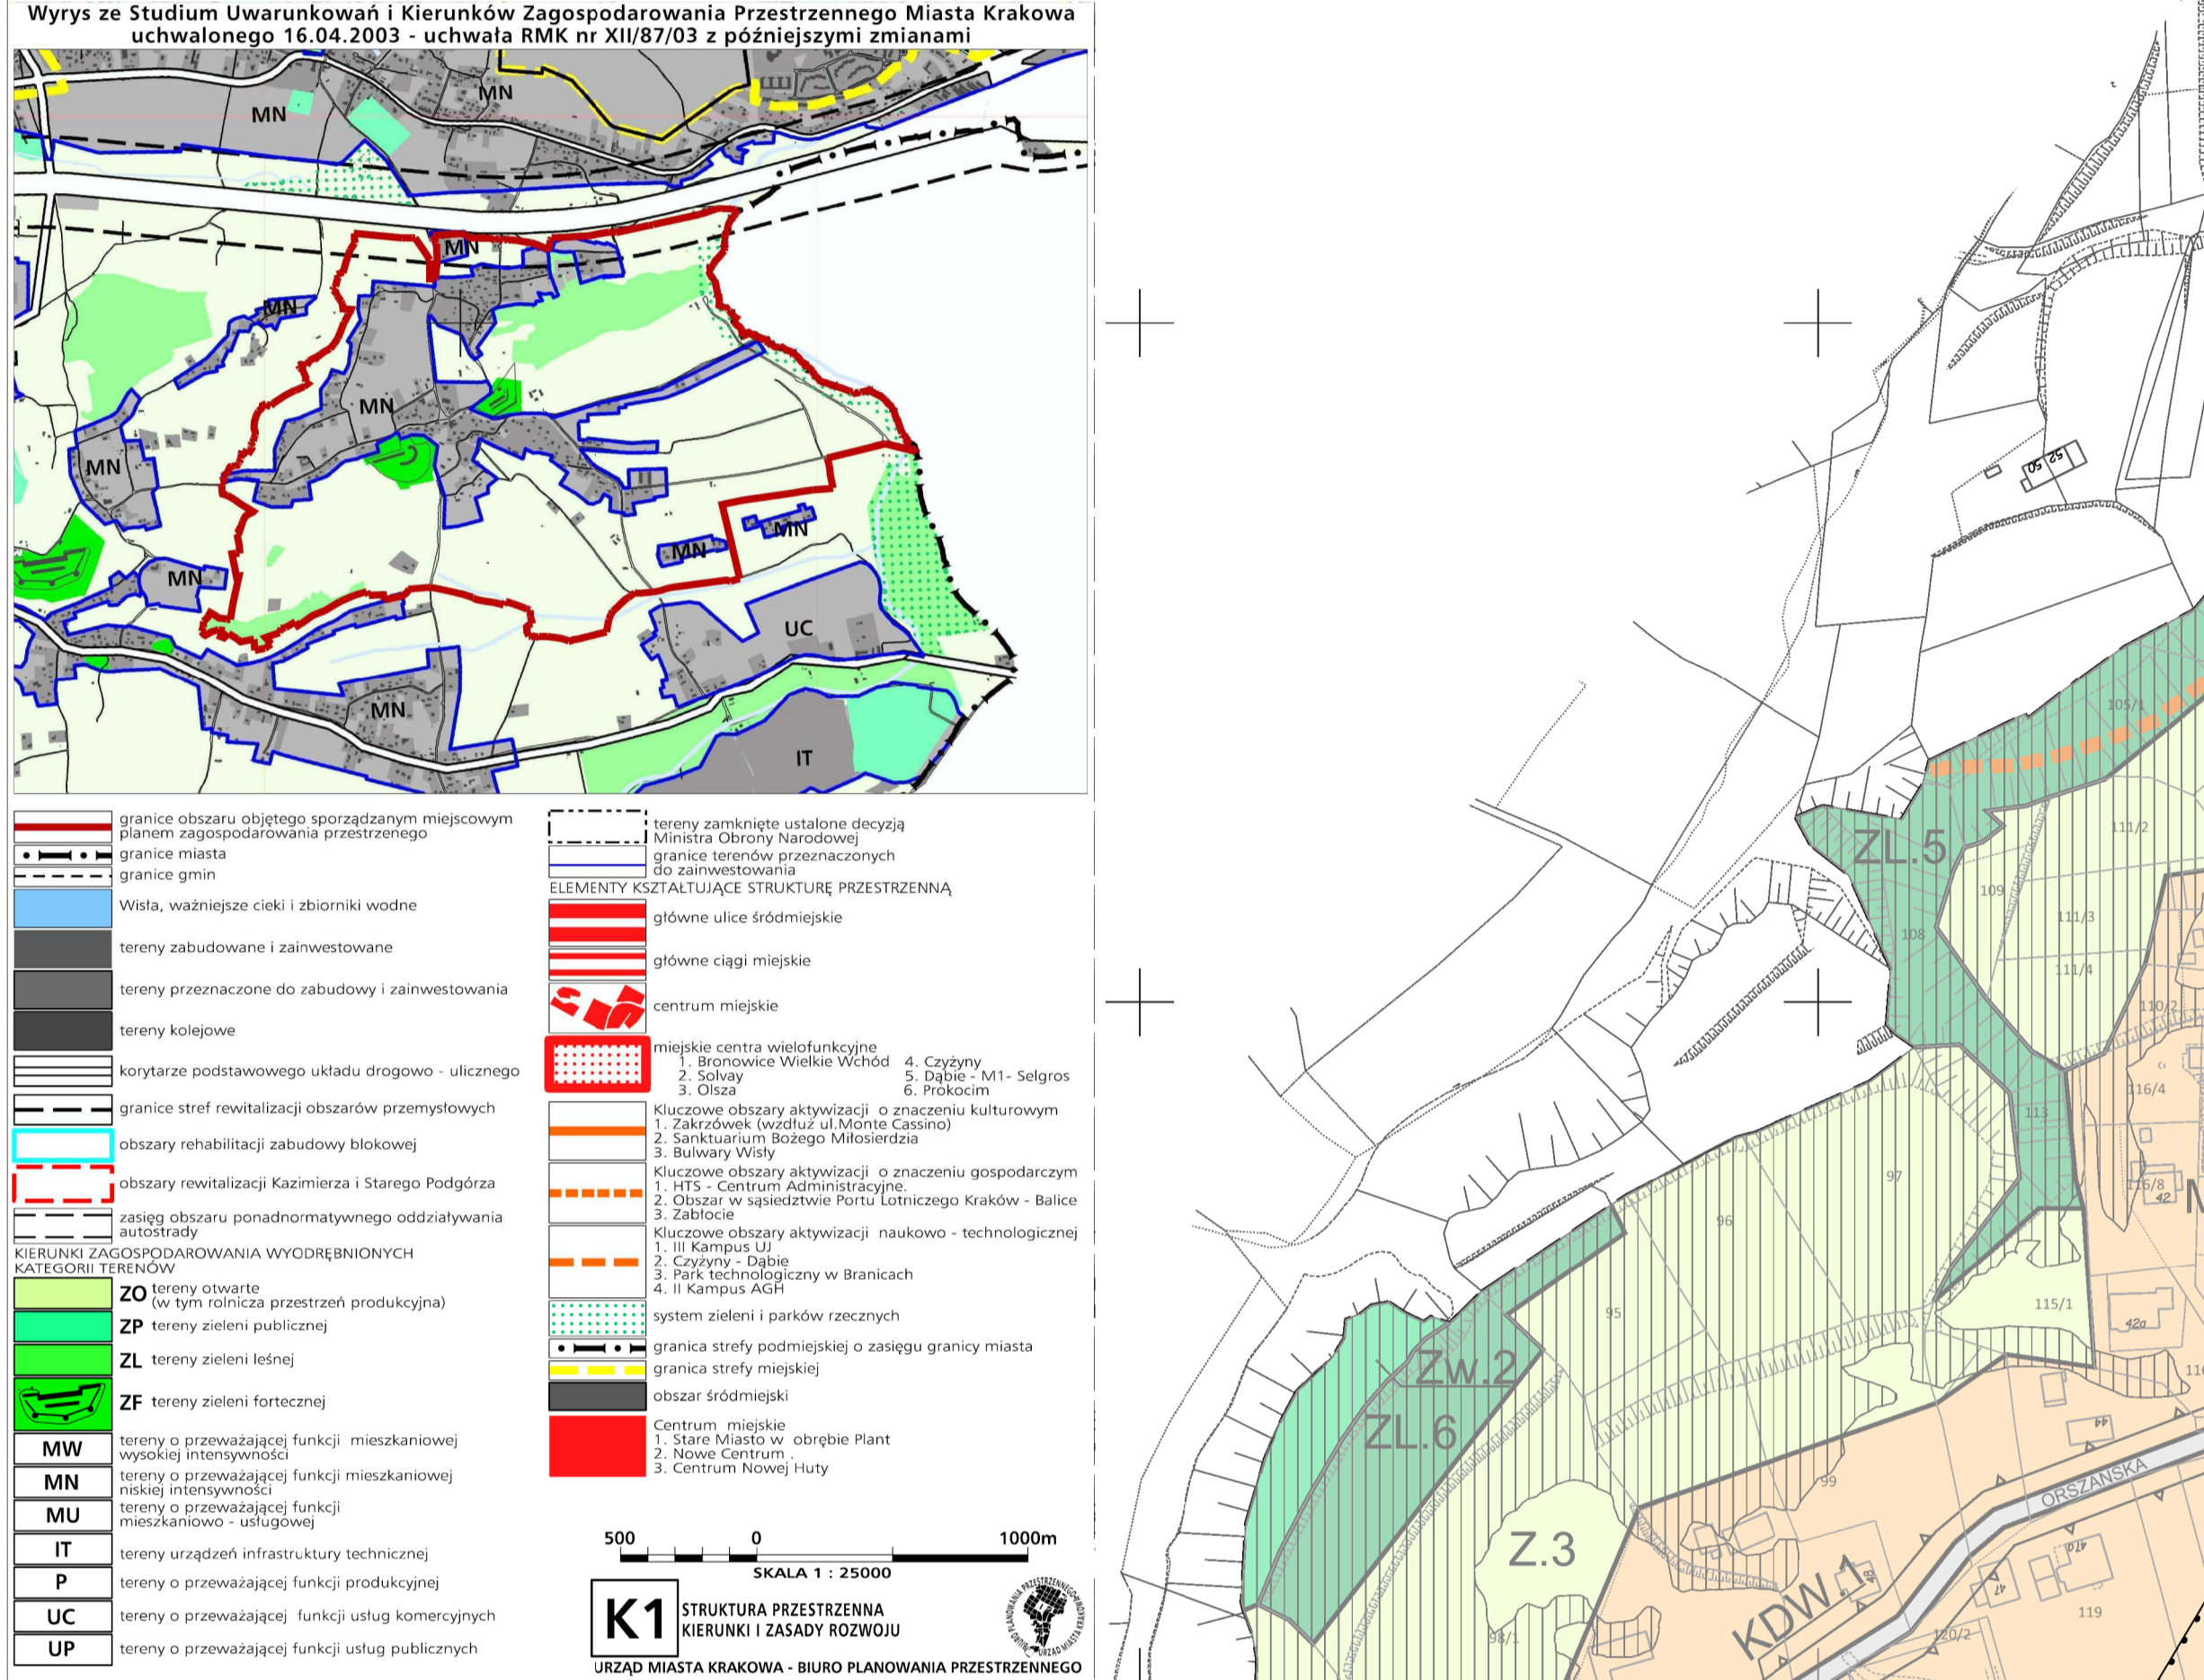 Wyrys ze Studium Uwarunkowań i Kierunków Zagospodarowania Przestrzennego Miasta Krakowa
uchwalonego 16.04.2003 - uchwała RMK nr XII/87/03 z późniejszymi zmianami
MN
MN
MN
MN
MN
MN
MN
MN
MN
UC
MN
IT
granice obszaru objętego sporządzanym miejscowym
planem zagospodarowania przestrzenego
granice miasta
granice gmin
Wisła, ważniejsze cieki i zbiorniki wodne
tereny zabudowane i zainwestowane
tereny przeznaczone do zabudowy i zainwestowania
tereny kolejowe
korytarze podstawowego układu drogowo - ulicznego
granice stref rewitalizacji obszarów przemysłowych
obszary rehabilitacji zabudowy blokowej
obszary rewitalizacji Kazimierza i Starego Podgórza
zasięg obszaru ponadnormatywnego oddziaływania
autostrady
KIERUNKI ZAGOSPODAROWANIA WYODRĘBNIONYCH
KATEGORII TERENÓW
ZO tereny otwarte
(w tym rolnicza przestrzeń produkcyjna)
ZP tereny zieleni publicznej
ZL tereny zieleni leśnej
ZF tereny zieleni fortecznej
MW tereny o przeważającej funkcji mieszkaniowej
wysokiej intensywności
MN tereny o przeważającej funkcji mieszkaniowej
niskiej intensywności
MU tereny o przeważającej funkcji
mieszkaniowo - usługowej
IT tereny urządzeń infrastruktury technicznej
P tereny o przeważającej funkcji produkcyjnej
UC tereny o przeważającej funkcji usług komercyjnych
UP tereny o przeważającej funkcji usług publicznych
tereny zamknięte ustalone decyzją
Ministra Obrony Narodowej
granice terenów przeznaczonych
do zainwestowania
ELEMENTY KSZTAŁTUJĄCE STRUKTURĘ PRZESTRZENNĄ
główne ulice śródmiejskie
główne ciągi miejskie
centrum miejskie
miejskie centra wielofunkcyjne
1. Bronowice Wielkie Wchód 4. Czyżyny
2. Solvay 5. Dąbie - M1- Selgros
3. Olsza 6. Prokocim
Kluczowe obszary aktywizacji o znaczeniu kulturowym
1. Zakrzówek (wzdłuż ul.Monte Cassino)
2. Sanktuarium Bożego Miłosierdzia
3. Bulwary Wisły
Kluczowe obszary aktywizacji o znaczeniu gospodarczym
1. HTS - Centrum Administracyjne.
2. Obszar w sąsiedztwie Portu Lotniczego Kraków - Balice
3. Zabłocie
Kluczowe obszary aktywizacji naukowo - technologicznej
1. III Kampus UJ
2. Czyżyny - Dąbie
3. Park technologiczny w Branicach
4. II Kampus AGH
system zieleni i parków rzecznych
granica strefy podmiejskiej o zasięgu granicy miasta
granica strefy miejskiej
obszar śródmiejski
Centrum miejskie
1. Stare Miasto w obrębie Plant
2. Nowe Centrum .
3. Centrum Nowej Huty
500 0 1000m
SKALA 1 : 25000
K1 STRUKTURA PRZESTRZENNA
KIERUNKI I ZASADY ROZWOJU
URZĄD MIASTA KRAKOWA - BIURO PLANOWANIA PRZESTRZENNEGO
50 52
105/1
111/2
ZL.5
109
111/3
108
111/4
110/2
116/4
113
97
116/8
42
96
115/1
95
42a
Zw.2
ZL.6
44
99
ORSZAŃSKA
Z.3
47a
48
47
KDW.1
119
120/2
98/1